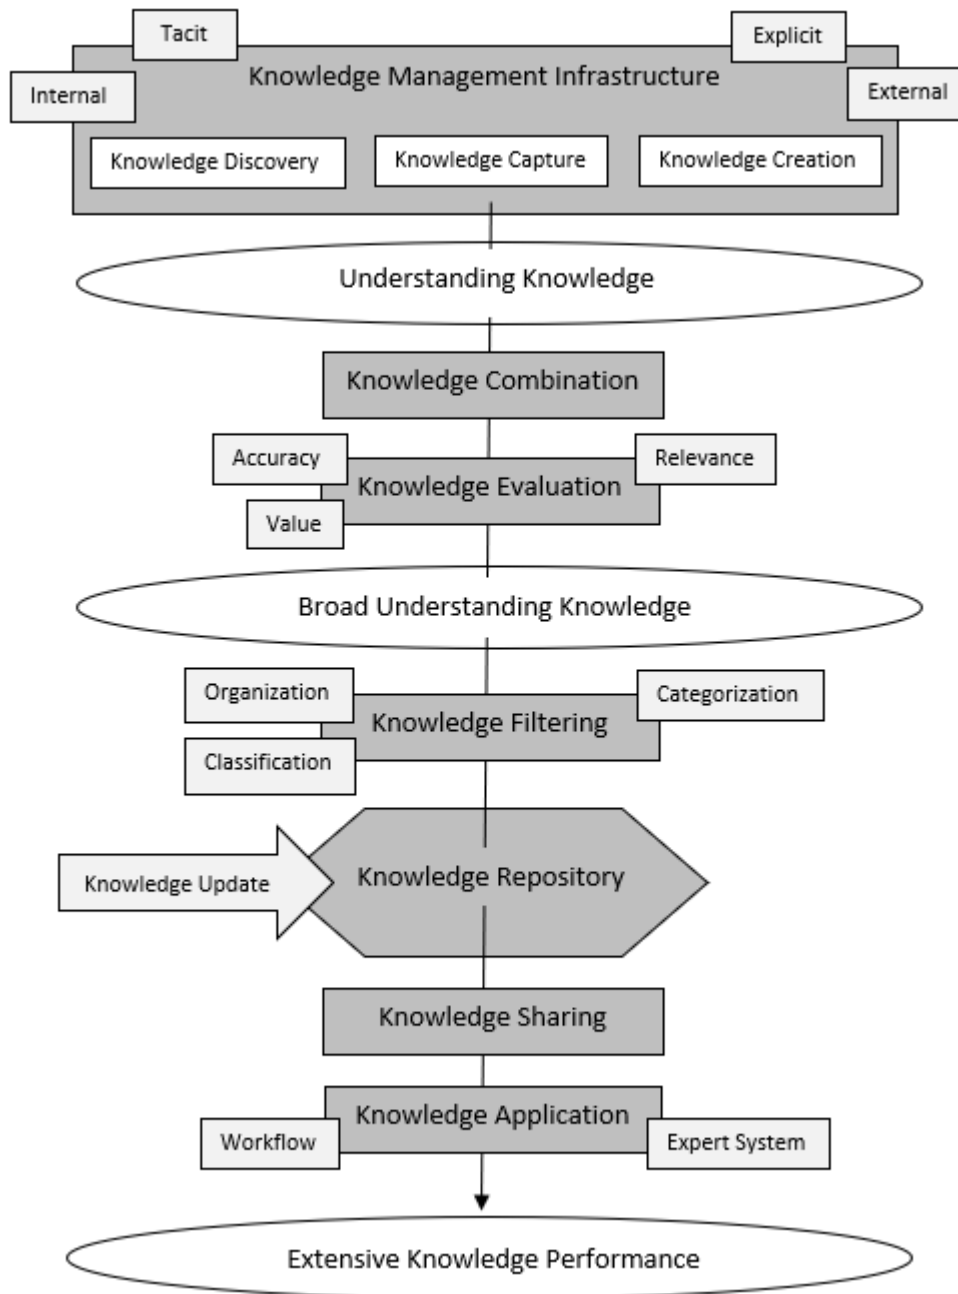 Tacit
Explicit
Knowledge Management Infrastructure
Internal
External
Knowledge Discovery
Knowledge Capture
Knowledge Creation
Understanding Knowledge
Knowledge Combination
Accuracy
Relevance
Knowledge Evaluation
Value
Broad Understanding Knowledge
Organization
Categorization
Knowledge Filtering
Classification
Knowledge Repository
Knowledge Update
Knowledge Sharing
Knowledge Application
Workflow
Expert System
Extensive Knowledge Performance